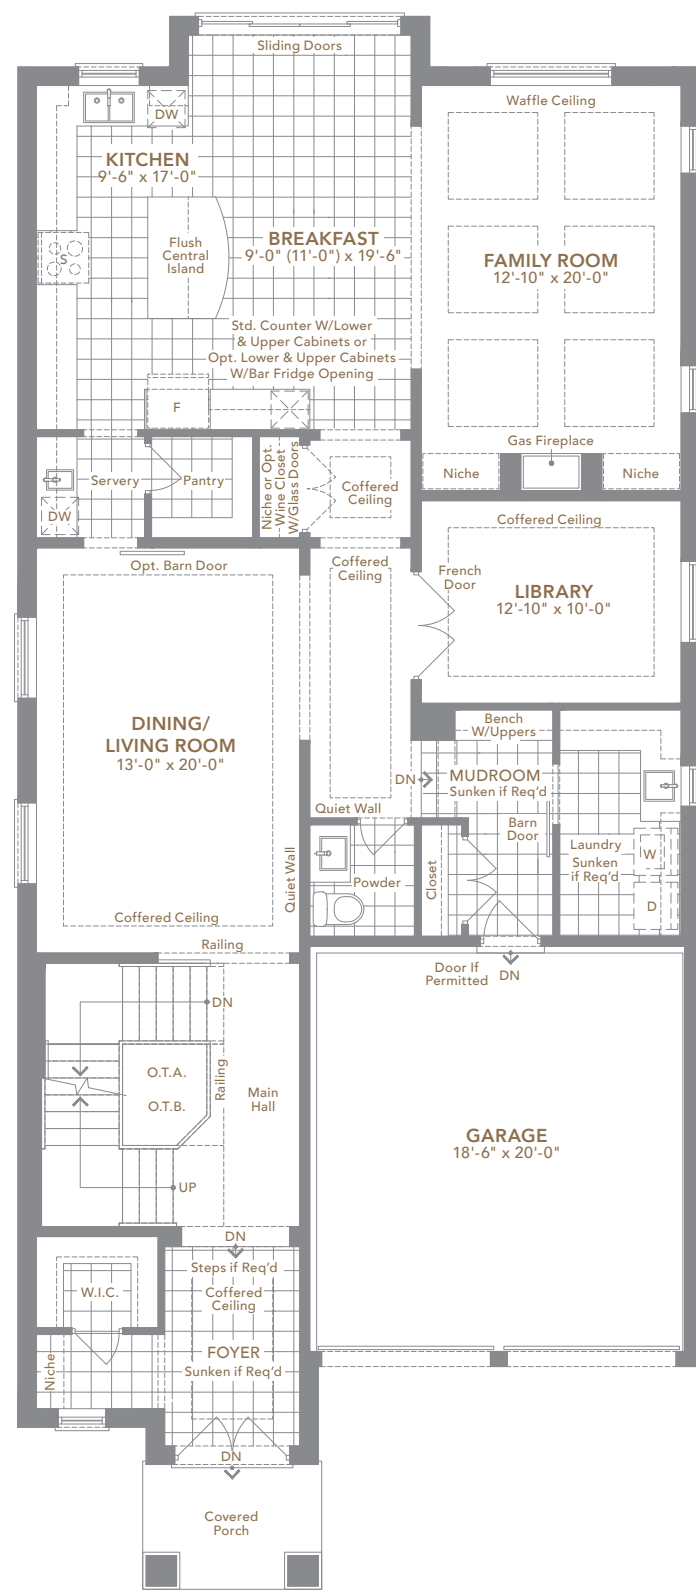 Sliding Doors
Waffle Ceiling
DW
KITCHEN
9'-6" x 17'-0"
Flush
Central
Island
S
BREAKFAST
9'-0" (11'-0") x 19'-6"
FAMILY ROOM
12'-10" x 20'-0"
Std. Counter W/Lower
& Upper Cabinets or
Opt. Lower & Upper Cabinets
W/Bar Fridge Opening
F
Gas Fireplace
Niche
Niche
Servery
Pantry
DW
Niche or Opt.
Wine Closet
W/Glass Doors
Coffered
Ceiling
Opt. Barn Door
Coffered
Ceiling
Coffered Ceiling
French
Door
LIBRARY
12'-10" x 10'-0"
DINING/
LIVING ROOM
13'-0" x 20'-0"
Bench
W/Uppers
DN
MUDROOM
Sunken if Req'd
Quiet Wall
Barn
Door
Laundry
Sunken
if Req'd
W
D
Quiet Wall
Powder
Closet
Coffered Ceiling
Railing
Door If
Permitted
DN
DN
O.T.A.
O.T.B.
Railing
Main
Hall
UP
GARAGE
18'-6" x 20'-0"
DN
Steps if Req'd
Coffered
Ceiling
W.I.C.
Niche
FOYER
Sunken if Req'd
DN
Covered
Porch